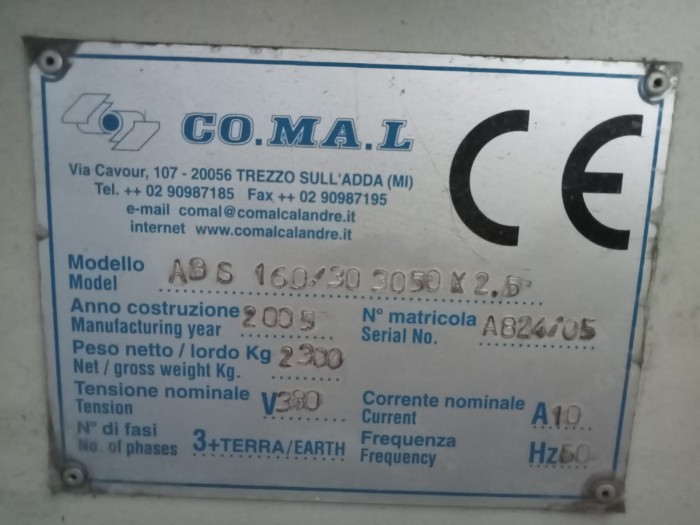 CO.MA.L
CE
Via Cavour, 107 - 20056 TREZZO SULL'ADDA (MI)
Tel. ++ 02 90987185 Fax ++ 02 90987195
e-mail comal@comalcalandre.it
internet www.comalcalandre.it
Modello ABS 160/30 3050 X 2.5
Model
Anno costruzione 2005 N° matricola A824/05
Manufacturing year Serial No.
Peso netto / lordo Kg 2300
Net / gross weight Kg.
Tensione nominale V380 Corrente nominale A10
Tension Current
N° di fasi 3+TERRA/EARTH Frequenza Hz50
No. of phases Frequency